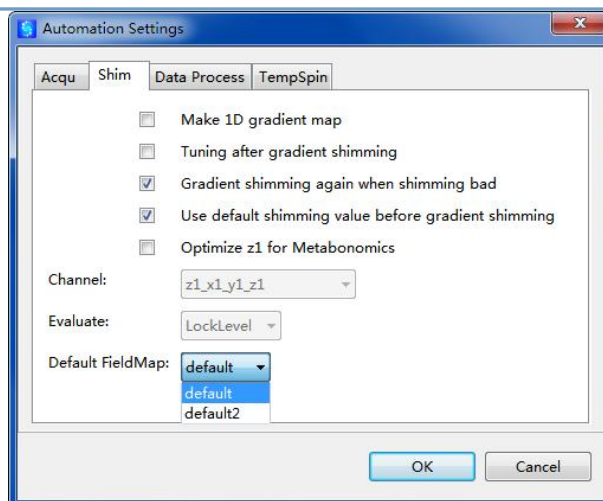 Automation Settings
Acqu Shim Data Process TempSpin
Make 1D gradient map
Tuning after gradient shimming
Gradient shimming again when shimming bad
Use default shimming value before gradient shimming
Optimize z1 for Metabonomics
Channel: z1_x1_y1_z1
Evaluate: LockLevel
Default FieldMap: default
default
default2
OK Cancel